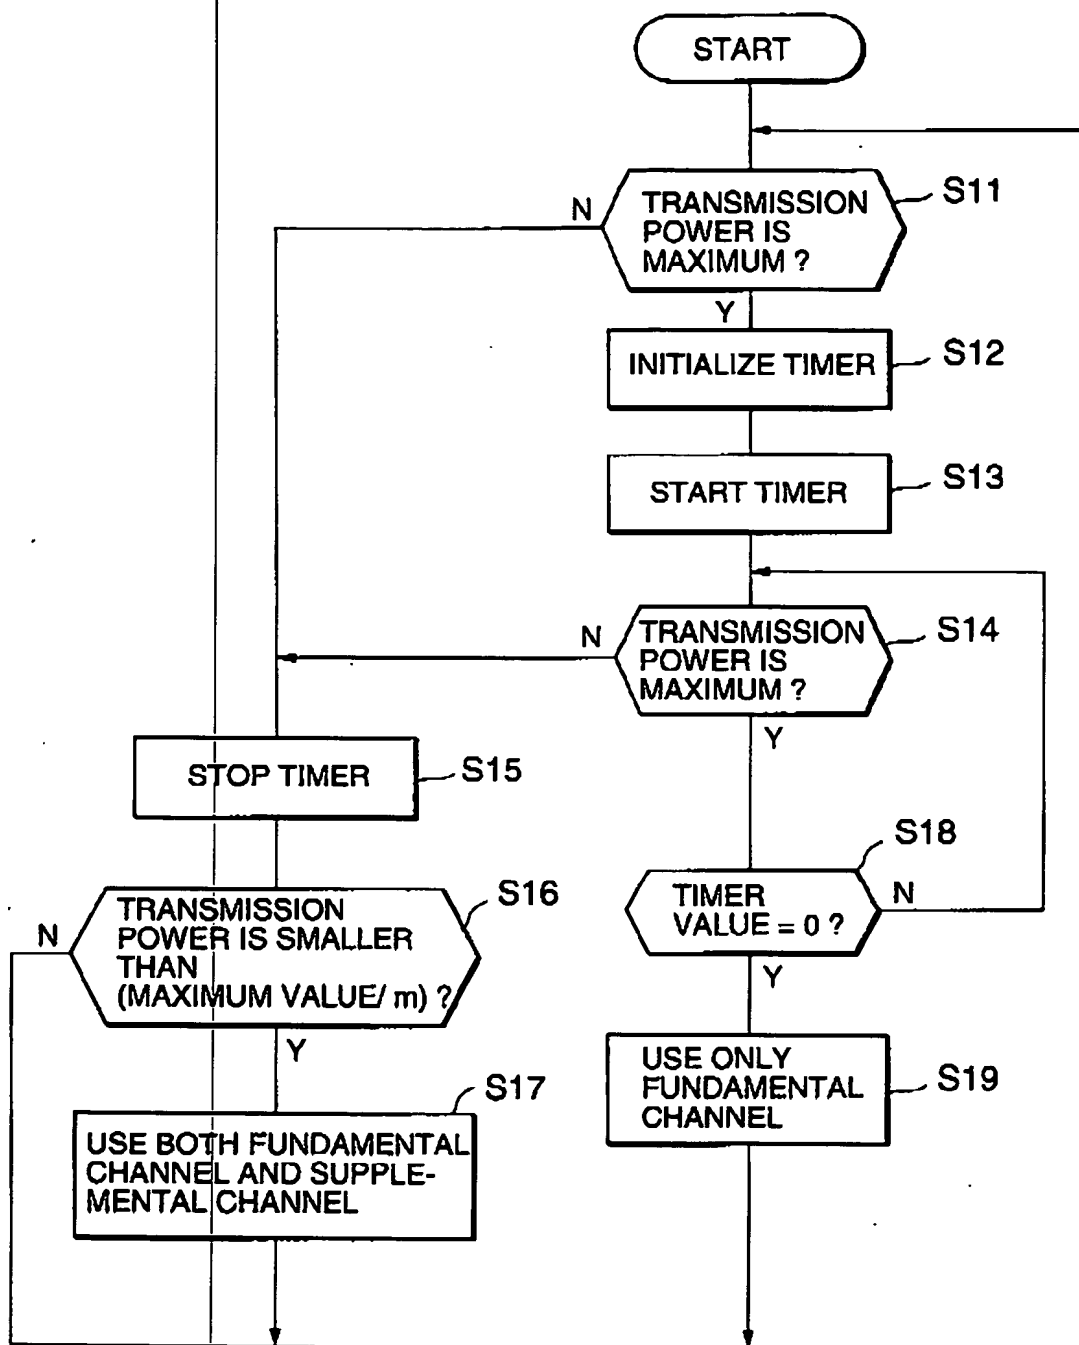 START
TRANSMISSION
POWER IS
MAXIMUM ?
S11
N
Y
INITIALIZE TIMER
S12
START TIMER
S13
TRANSMISSION
POWER IS
MAXIMUM ?
S14
N
Y
STOP TIMER
S15
TRANSMISSION
POWER IS SMALLER
THAN
(MAXIMUM VALUE/ m) ?
S16
N
Y
TIMER
VALUE = 0 ?
S18
N
Y
USE BOTH FUNDAMENTAL
CHANNEL AND SUPPLE-
MENTAL CHANNEL
S17
USE ONLY
FUNDAMENTAL
CHANNEL
S19